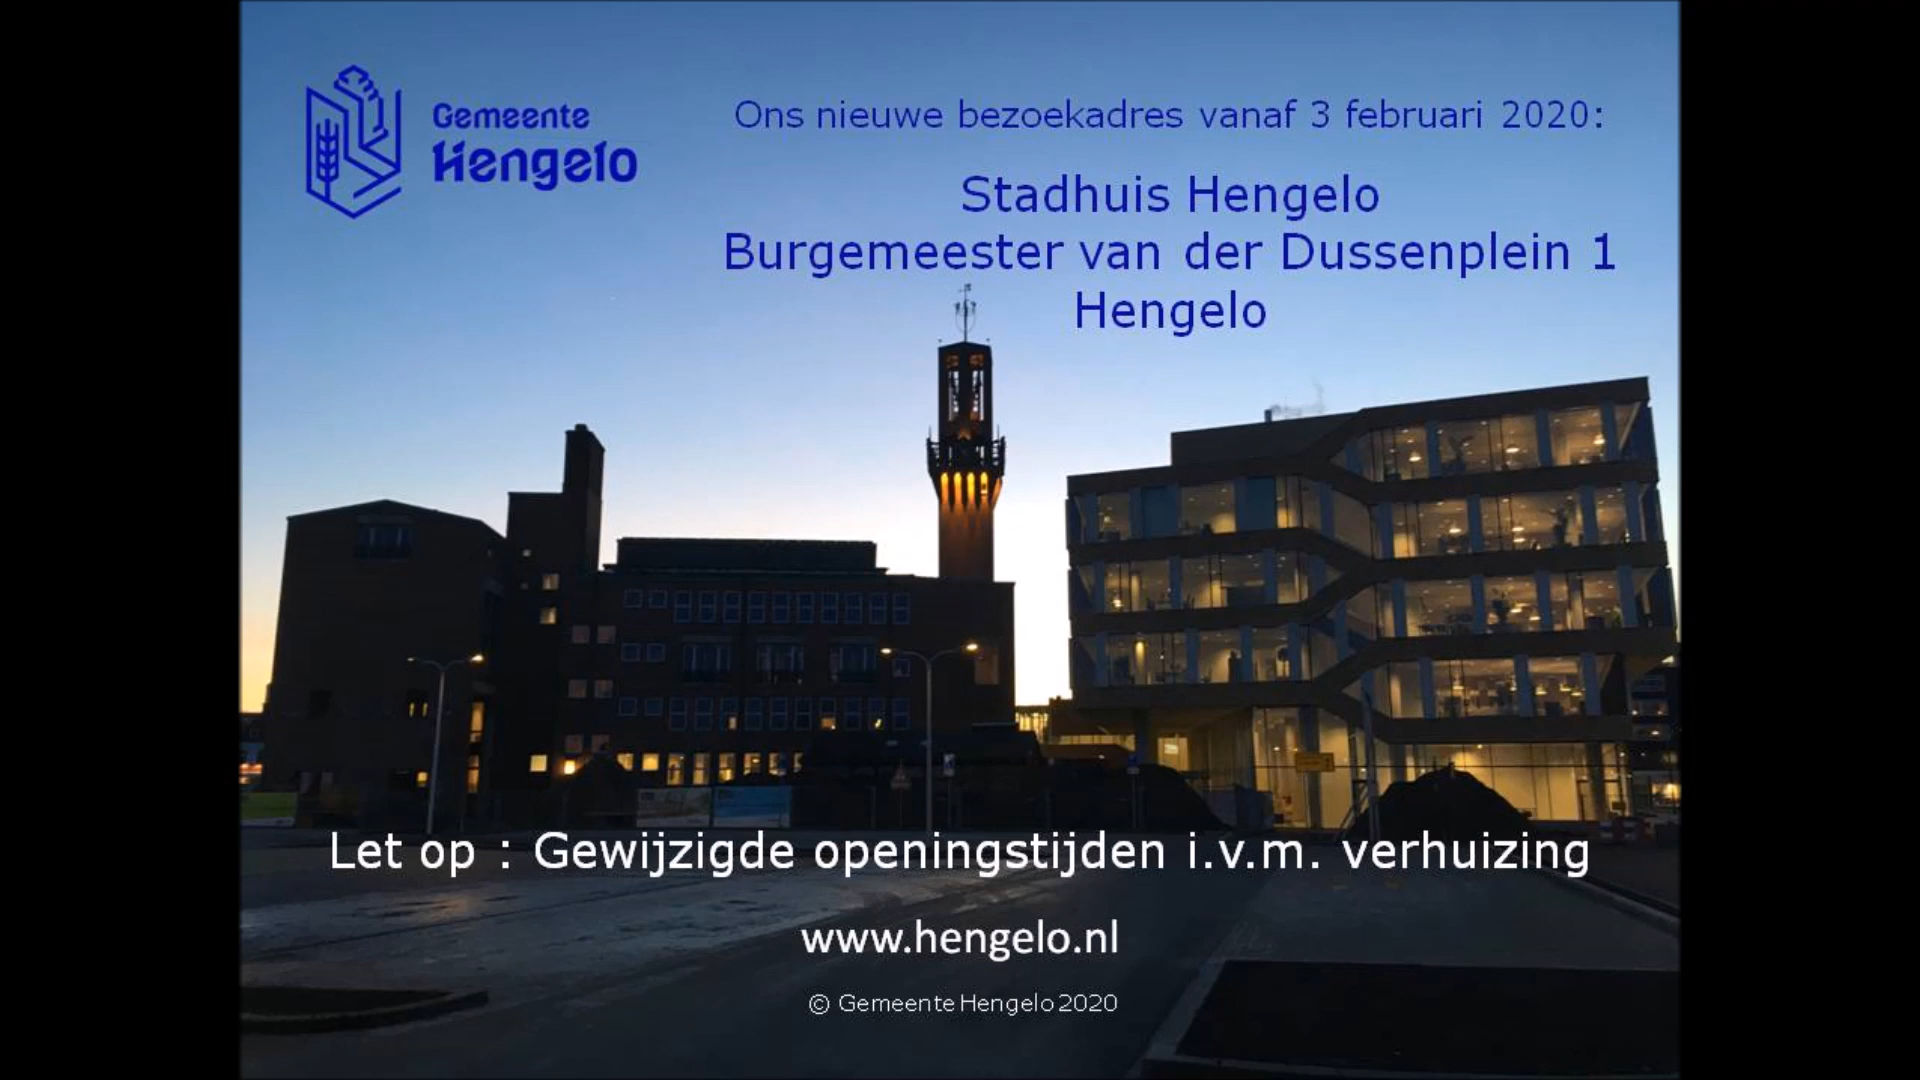 Gemeente
Hengelo
Ons nieuwe bezoekadres vanaf 3 februari 2020:
Stadhuis Hengelo
Burgemeester van der Dussenplein 1
Hengelo
Let op : Gewijzigde openingstijden i.v.m. verhuizing
www.hengelo.nl
© Gemeente Hengelo 2020